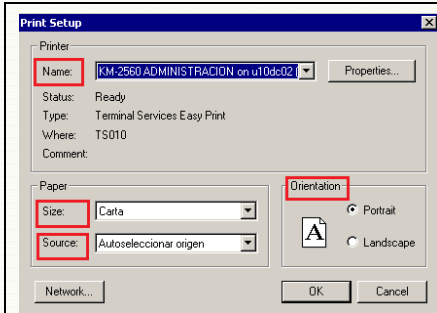 Print Setup
Printer
Name: KM-2560 ADMINISTRACION on u10dc02 Properties...
Status: Ready
Type: Terminal Services Easy Print
Where: TS010
Comment:
Paper
Size: Carta
Source: Autoseleccionar origen
Orientation
A
Portrait
Landscape
Network... OK Cancel